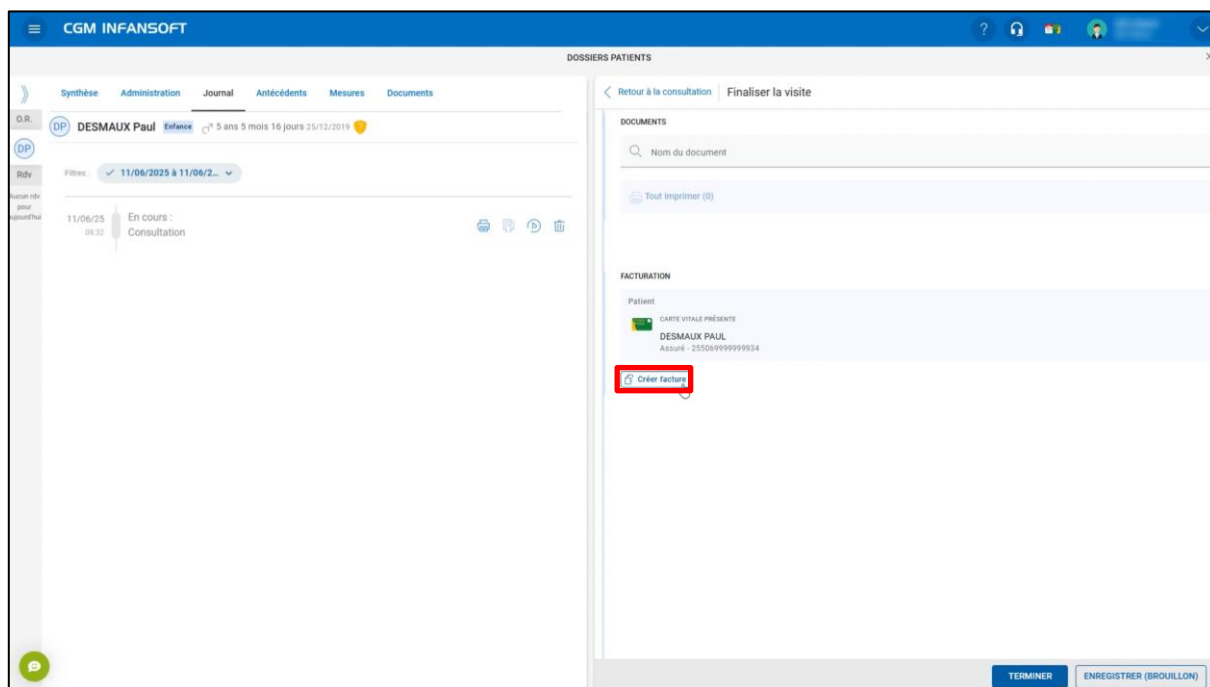 CGM INFANSOFT
?
DOSSIERS PATIENTS
Synthèse Administration Journal Antécédents Mesures Documents
O.R.
DP DESMAUX Paul Enfance 5 ans 5 mois 16 jours 25/12/2019
DP
Rdv
Aucun rdv
pour
Filtres : 11/06/2025 à 11/06/2...
11/06/25 En cours :
09:32 Consultation
Retour à la consultation Finaliser la visite
DOCUMENTS
Nom du document
Tout imprimer (0)
FACTURATION
Patient
CARTE VITALE PRÉSENTE
DESMAUX PAUL
Assuré - 255069999999934
Créer facture
TERMINER ENREGISTRER (BROUILLON)